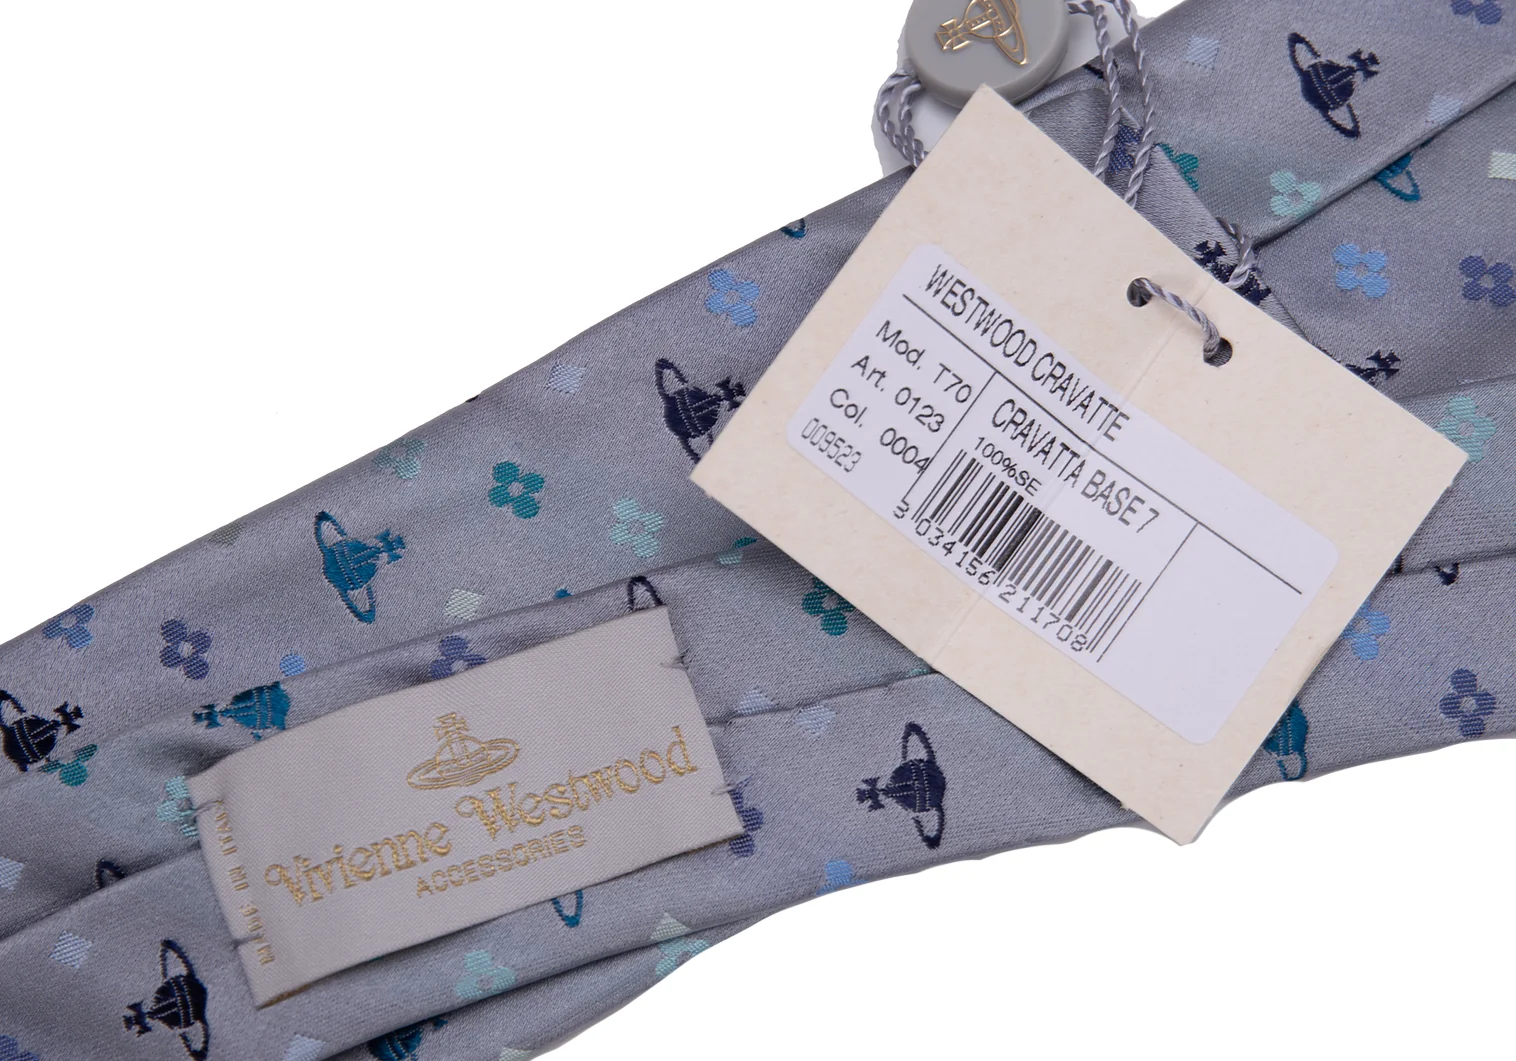 WESTWOOD CRAVATTE
Mod. T70
Art. 0123
Col. 0004
009523
CRAVATTA BASE 7
100%SE
3 034156 211708
Vivienne Westwood
ACCESSORIES
MADE IN ITALY